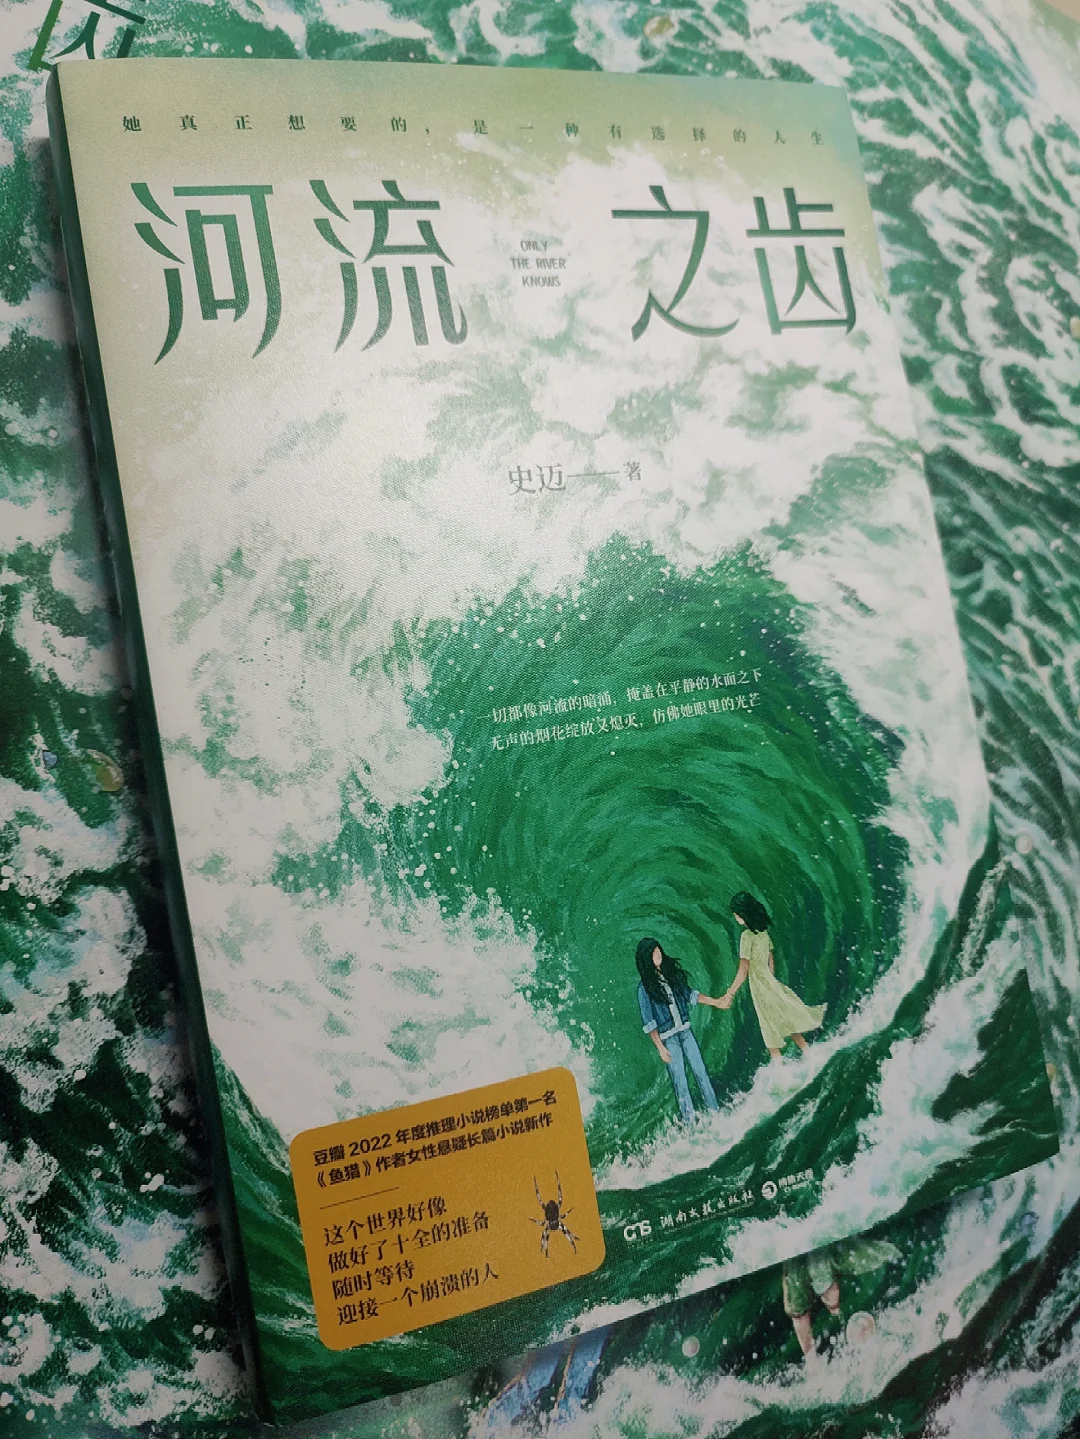 她真正想要的，是一种有选择的人生
河流之齿
ONLY
THE RIVER
KNOWS
史迈——著
一切都像河流的暗涌，掩盖在平静的水面之下
无声的烟花绽放又熄灭，仿佛她眼里的光芒
豆瓣2022年度推理小说榜单第一名
《鱼猎》作者女性悬疑长篇小说新作
这个世界好像
做好了十全的准备
随时等待
迎接一个崩溃的人
CNS 湖南文艺出版社 博集天卷